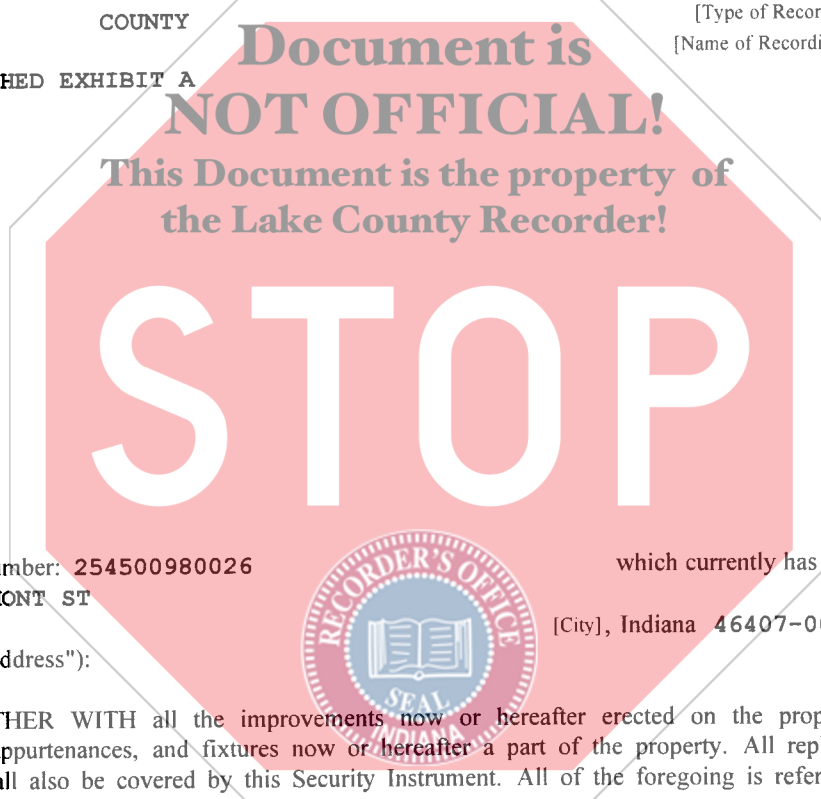 COUNTY
[Type of Recor
[Name of Recordi
HED EXHIBIT A
Document is
NOT OFFICIAL!
This Document is the property of
the Lake County Recorder!
STOP
mber: 254500980026
which currently has
ONT ST
[City], Indiana 46407-0
ddress"):
RECORDER'S OFFICE
SEAL
INDIANA
THER WITH all the improvements now or hereafter erected on the prop
ppurtenances, and fixtures now or hereafter a part of the property. All repl
all also be covered by this Security Instrument. All of the foregoing is refer